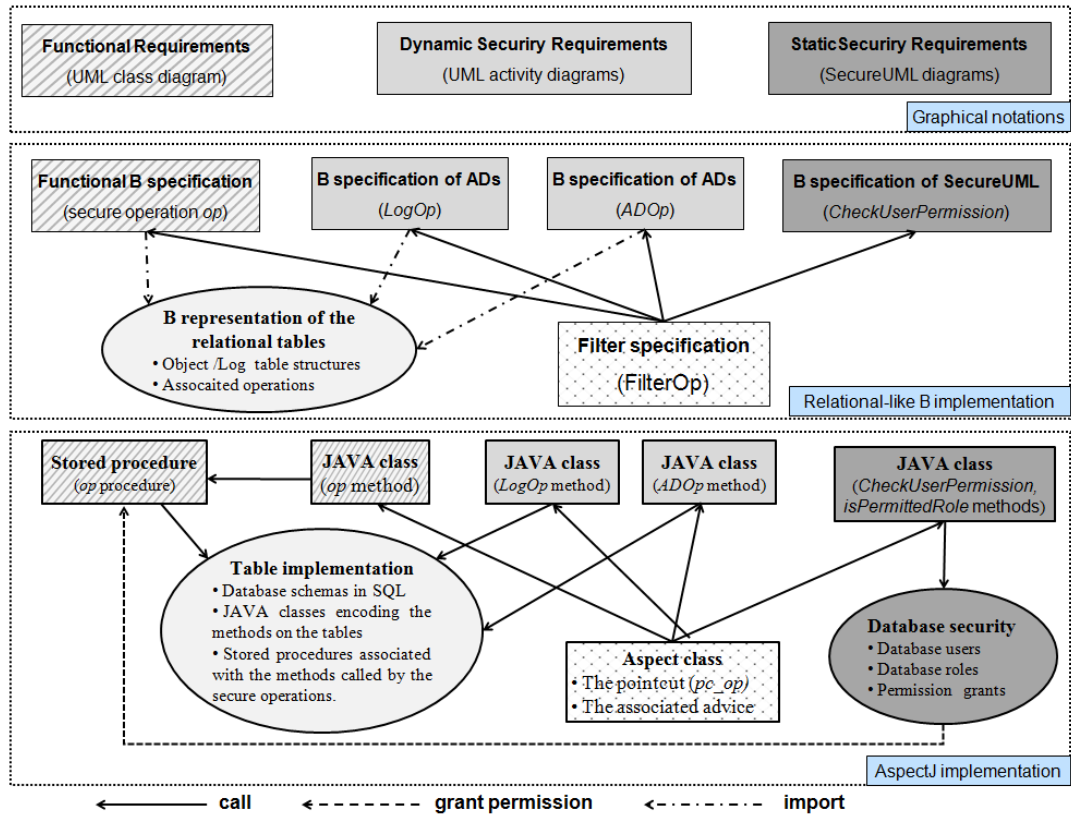 Functional Requirements
(UML class diagram)
Dynamic Securiry Requirements
(UML activity diagrams)
StaticSecuriry Requirements
(SecureUML diagrams)
Graphical notations
Functional B specification
(secure operation op)
B specification of ADs
(LogOp)
B specification of ADs
(ADOp)
B specification of SecureUML
(CheckUserPermission)
B representation of the
relational tables
• Object /Log table structures
• Assocaited operations
Filter specification
(FilterOp)
Relational-like B implementation
Stored procedure
(op procedure)
JAVA class
(op method)
JAVA class
(LogOp method)
JAVA class
(ADOp method)
JAVA class
(CheckUserPermission,
isPermittedRole methods)
Table implementation
• Database schemas in SQL
• JAVA classes encoding the
methods on the tables
• Stored procedures associated
with the methods called by the
secure operations.
Aspect class
• The pointcut (pc_op)
• The associated advice
Database security
• Database users
• Database roles
• Permission grants
AspectJ implementation
call
grant permission
import